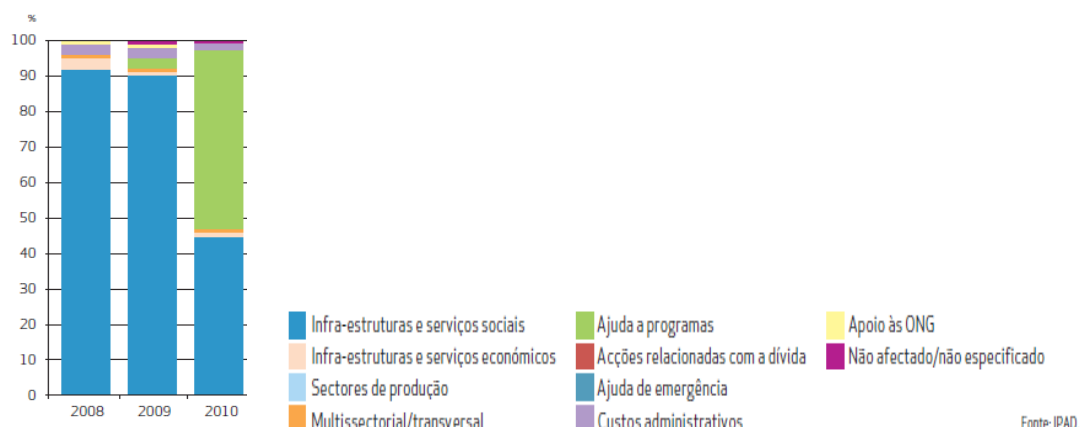 %
100
90
80
70
60
50
40
30
20
10
0
2008 2009 2010
Infra-estruturas e serviços sociais
Infra-estruturas e serviços económicos
Sectores de produção
Multissectorial/transversal
Ajuda a programas
Acções relacionadas com a dívida
Ajuda de emergência
Custos administrativos
Apoio às ONG
Não afectado/não especificado
Fonte: IPAD